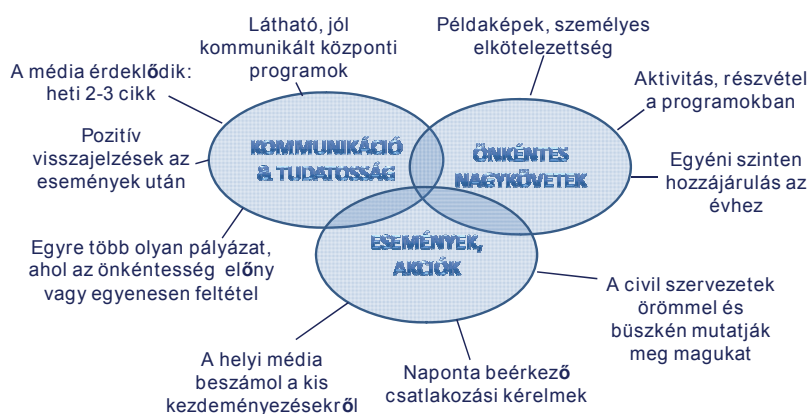 Látható, jól
kommunikált központi
programok
Példaképek, személyes
elkötelezettség
A média érdeklődik:
heti 2-3 cikk
Aktivitás, részvétel
a programokban
Pozitív
visszajelzések az
események után
KOMMUNIKÁCIÓ
& TUDATOSSÁG
ÖNKÉNTES
NAGYKÖVETEK
Egyéni szinten
hozzájárulás az
évhez
Egyre több olyan pályázat,
ahol az önkéntesség előny
vagy egyenesen feltétel
ESEMÉNYEK,
AKCIÓK
A civil szervezetek
örömmel és
büszkén mutatják
meg magukat
A helyi média
beszámol a kis
kezdeményezésekről
Naponta beérkező
csatlakozási kérelmek